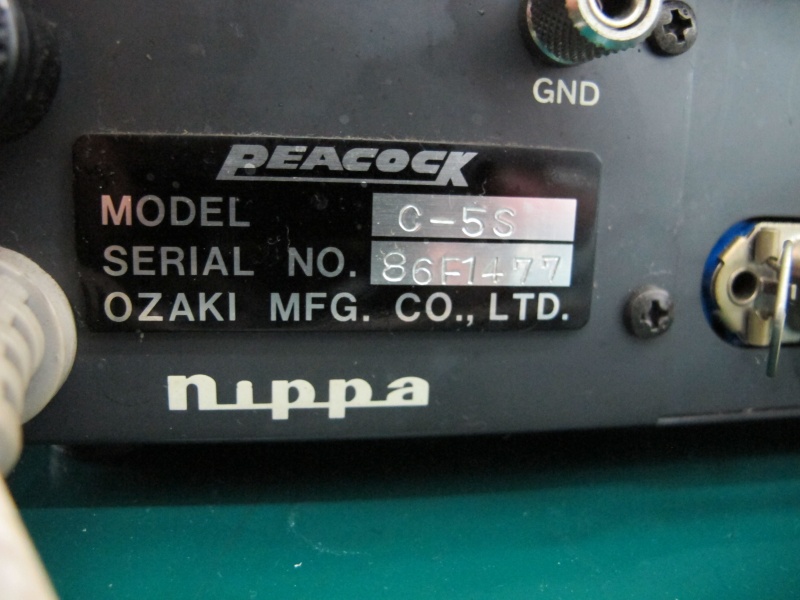 GND
PEACOCK
MODEL C-5S
SERIAL NO. 86F1477
OZAKI MFG. CO., LTD.
nippa